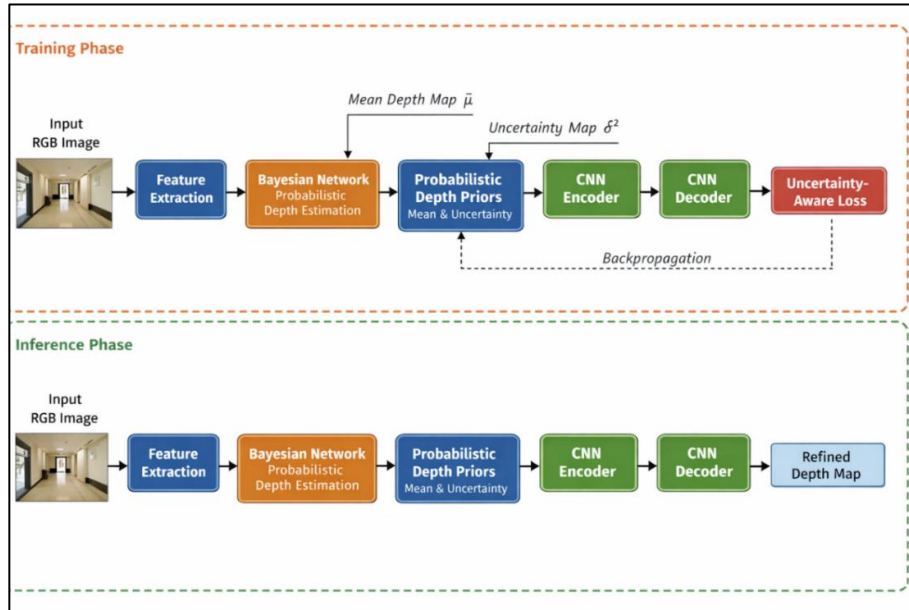 Training Phase
Mean Depth Map μ̄
Input
RGB Image
Uncertainty Map δ²
Feature
Extraction
Bayesian Network
Probabilistic
Depth Estimation
Probabilistic
Depth Priors
Mean & Uncertainty
CNN
Encoder
CNN
Decoder
Uncertainty-
Aware Loss
Backpropagation
Inference Phase
Input
RGB Image
Feature
Extraction
Bayesian Network
Probabilistic
Depth Estimation
Probabilistic
Depth Priors
Mean & Uncertainty
CNN
Encoder
CNN
Decoder
Refined
Depth Map